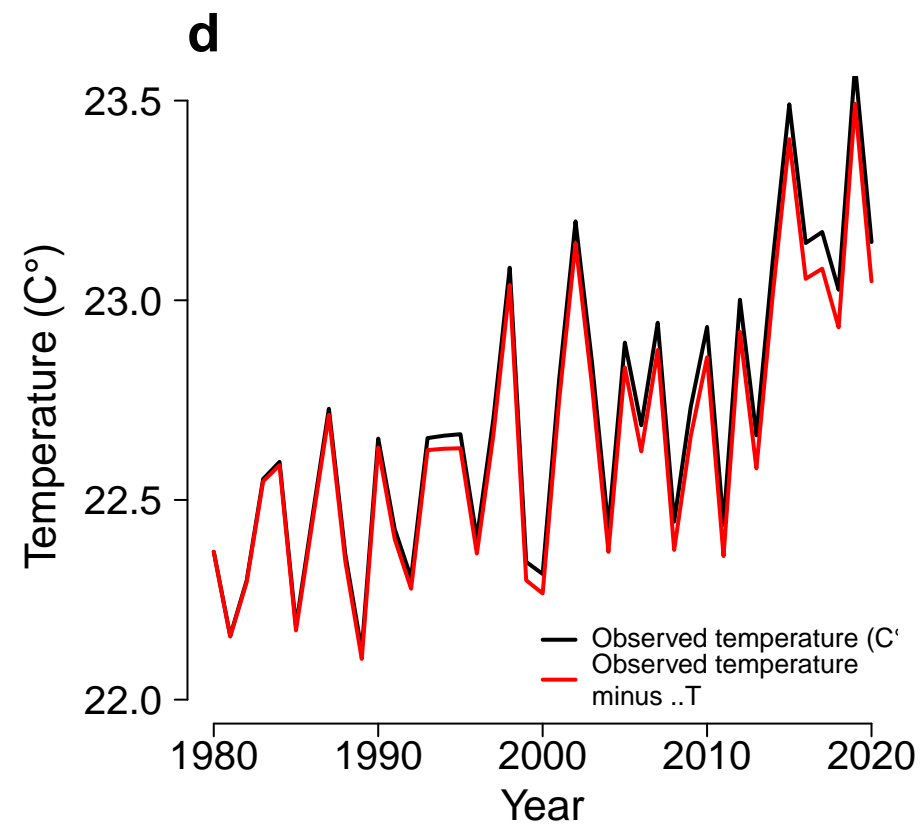 d
23.5
23.0
22.5
22.0
Temperature (C°)
Observed temperature (C°
Observed temperature
minus ..T
1980 1990 2000 2010 2020
Year